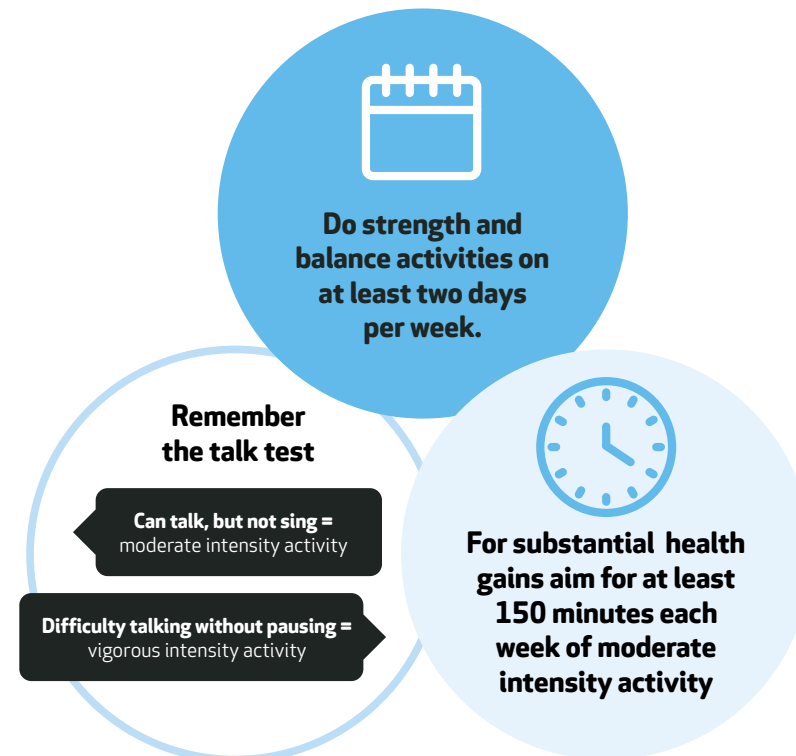 Do strength and
balance activities on
at least two days
per week.
Remember
the talk test
Can talk, but not sing =
moderate intensity activity
Difficulty talking without pausing =
vigorous intensity activity
For substantial health
gains aim for at least
150 minutes each
week of moderate
intensity activity